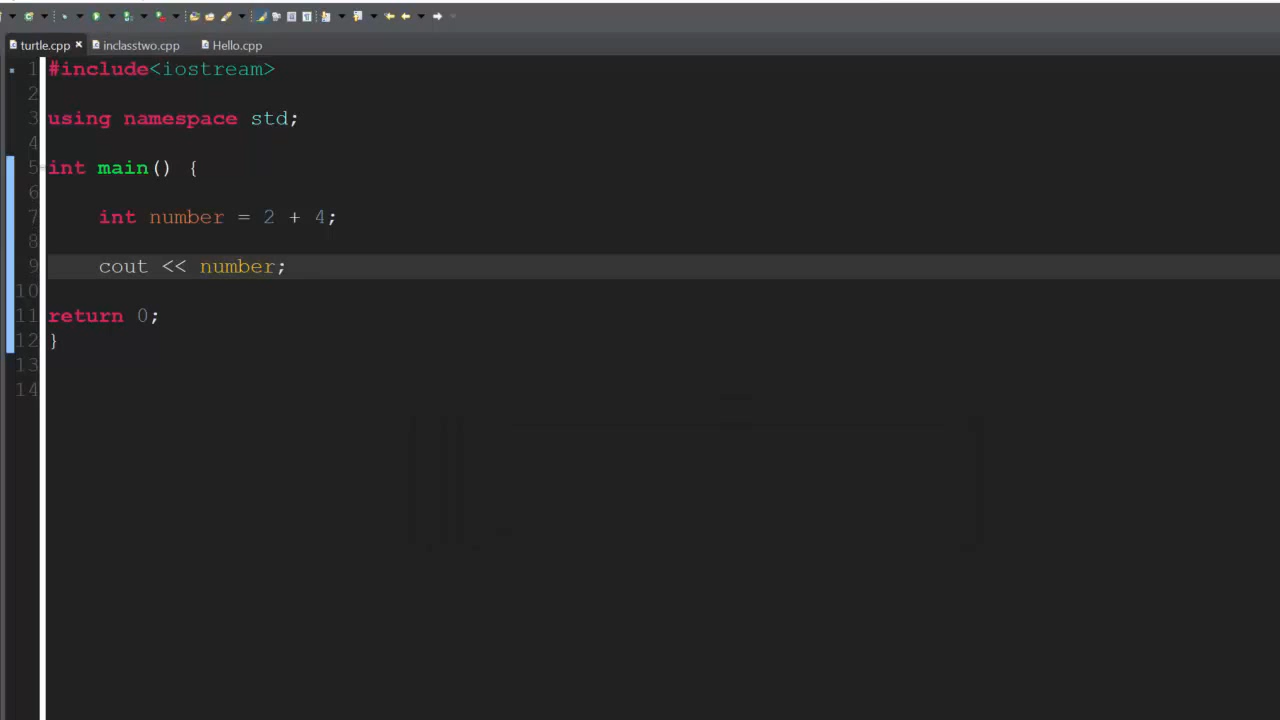 turtle.cpp inclasstwo.cpp Hello.cpp
1 #include<iostream>
2
3 using namespace std;
4
5 int main() {
6
7     int number = 2 + 4;
8
9     cout << number;
10
11 return 0;
12 }
13
14